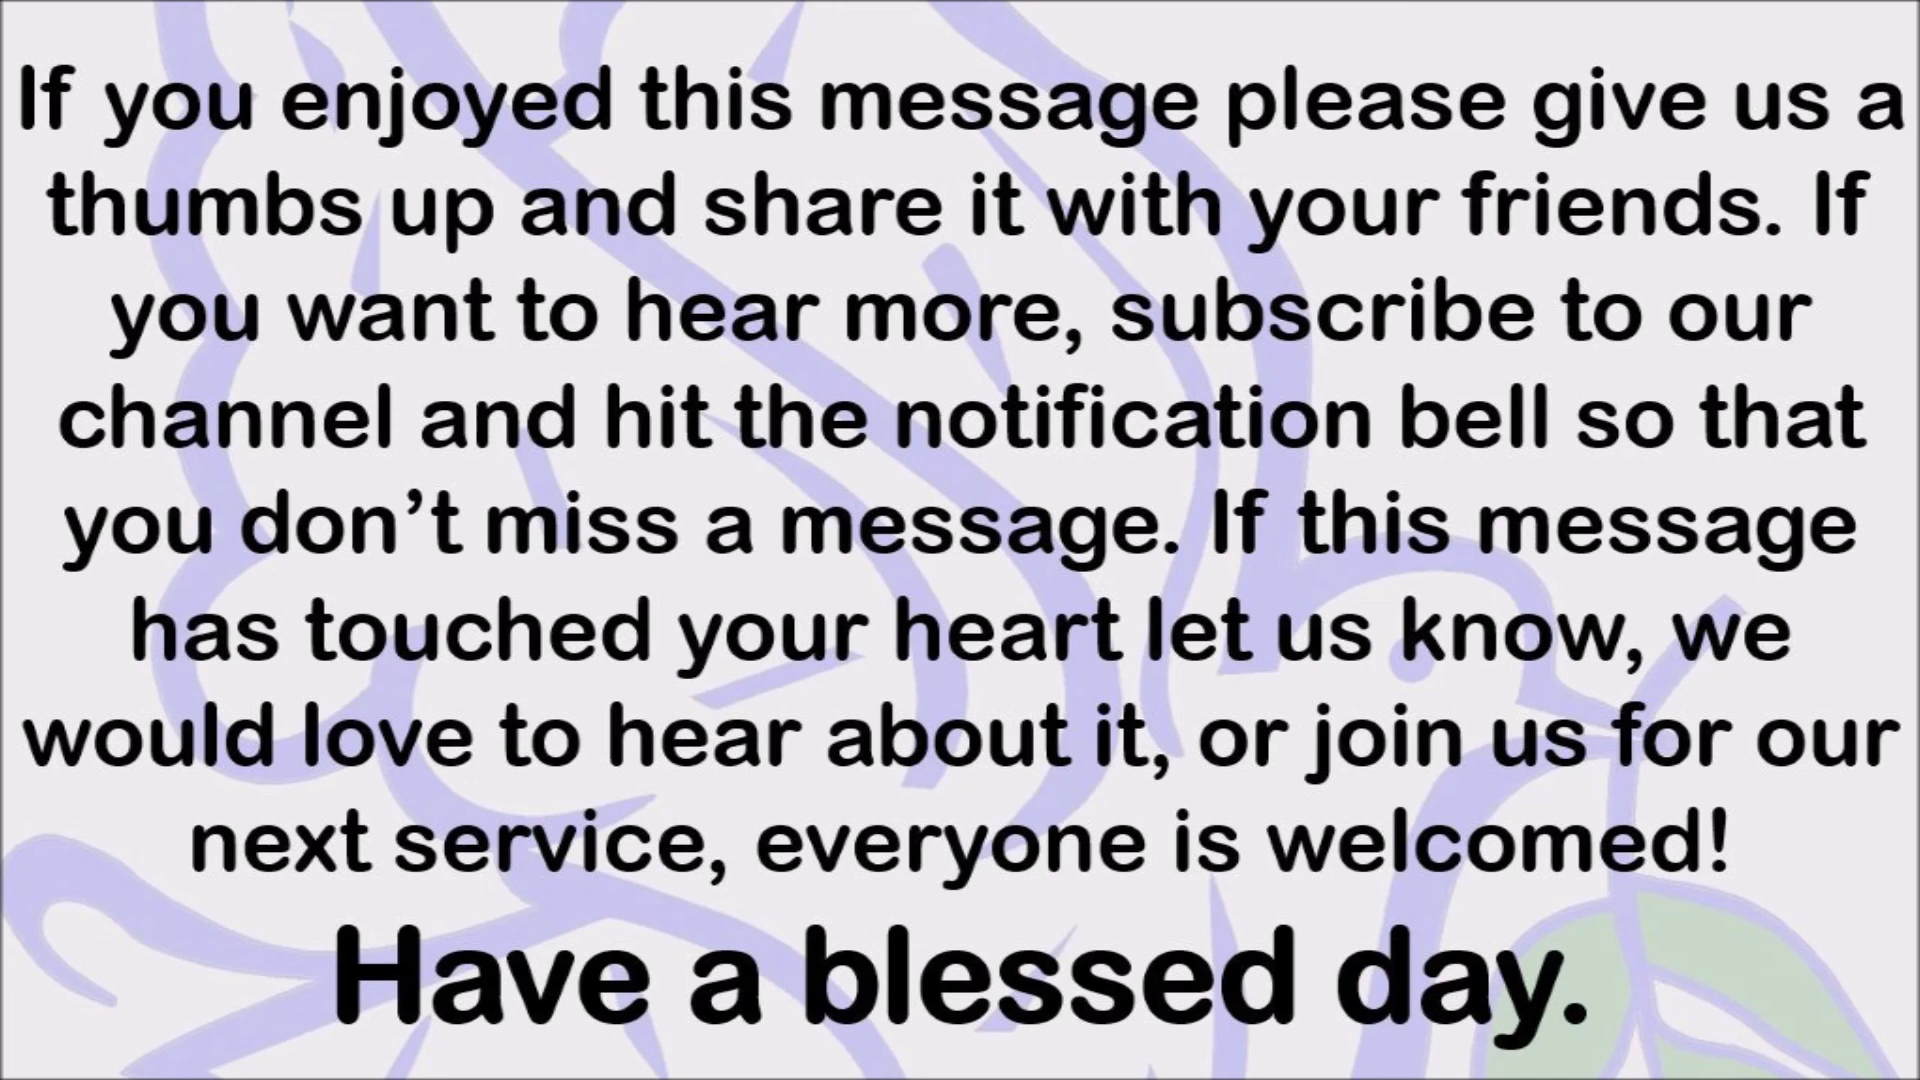 If you enjoyed this message please give us a
thumbs up and share it with your friends. If
you want to hear more, subscribe to our
channel and hit the notification bell so that
you don’t miss a message. If this message
has touched your heart let us know, we
would love to hear about it, or join us for our
next service, everyone is welcomed!
Have a blessed day.